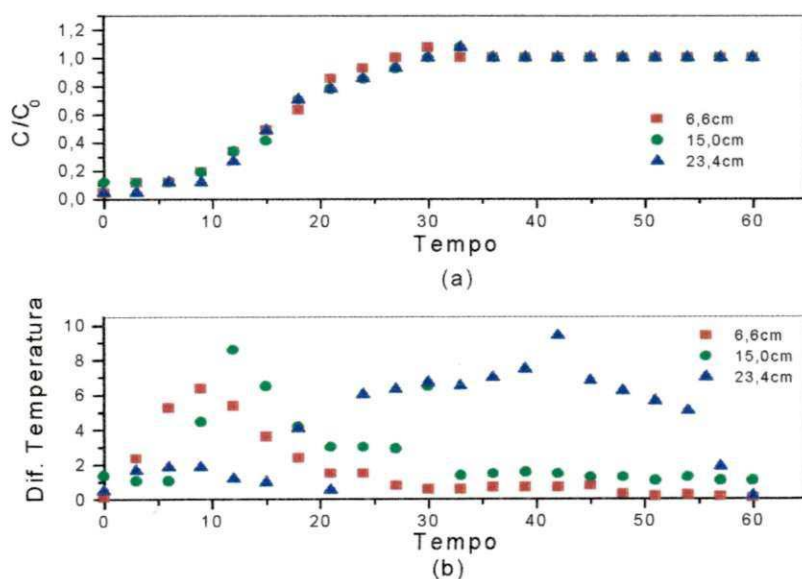 1,2
1,0
0,8
0,6
0,4
0,2
0,0
C/C0
6,6cm
15,0cm
23,4cm
0 10 20 30 40 50 60
Tempo
(a)
10
8
6
4
2
0
Dif. Temperatura
6,6cm
15,0cm
23,4cm
0 10 20 30 40 50 60
Tempo
(b)